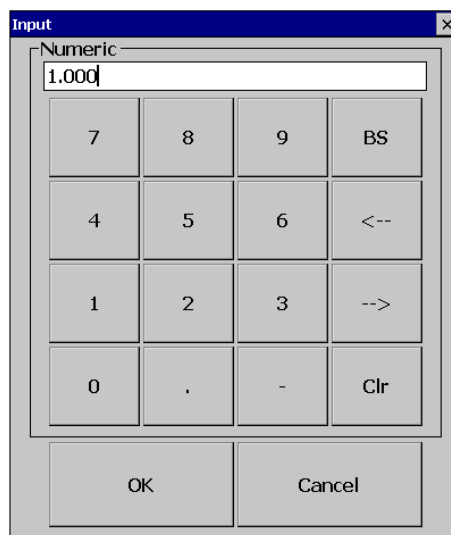 Input
Numeric
1.000
7 8 9 BS
4 5 6 <--
1 2 3 -->
0 . - Clr
OK Cancel